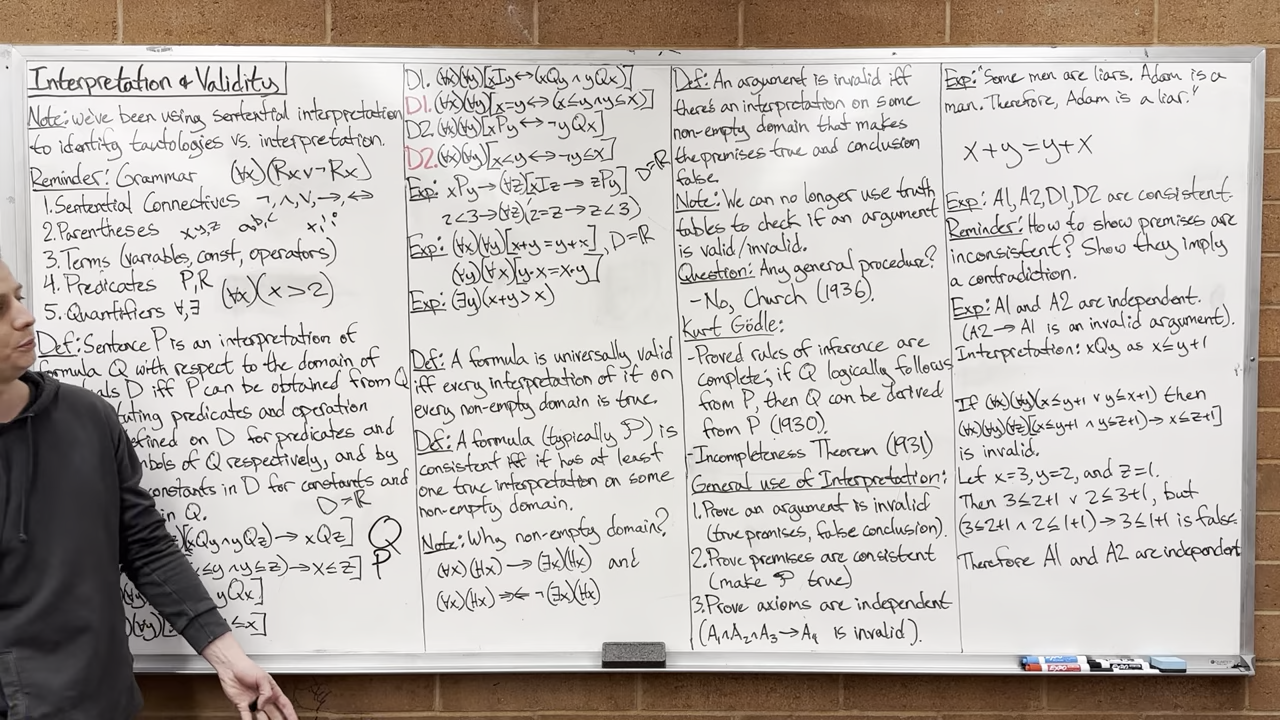 Interpretation & Validity
Note: we've been using sentential interpretation
to identify tautologies vs. interpretation.
Reminder: Grammar (∀x)(Rx∨¬Rx)
1. Sentential Connectives ¬,∧,∨,→,↔
2. Parentheses x,y,z a,b,c
3. Terms (variables, const, operators)
4. Predicates P,R (∀x)(x>2)
5. Quantifiers ∀,∃
Def: Sentence P is an interpretation of
formula Q with respect to the domain of
D iff P can be obtained from Q
predicates and operation
defined on D for predicates and
of Q respectively, and by
constants in D for constants and
in Q. D=ℝ
xQy∧yQz)→xQz] Q
x≤y∧y≤z)→x≤z] P
yQx]
≤x]
D1. (∀x)(∀y)[xIy↔(xQy∧yQx)]
D1. (∀x)(∀y)[x=y↔(x≤y∧y≤x)]
D2. (∀x)(∀y)[xPy↔¬yQx]
D2. (∀x)(∀y)[x<y↔¬y≤x]
Exp: xPy→(∀z)[xIz→zPy] D=ℝ
2<3→(∀z)(2=z→z<3)
Exp: (∀x)(∀y)[x+y=y+x], D=ℝ
(∀y)(∀x)[y·x=x·y]
Exp: (∃y)(x+y>x)
Def: A formula is universally valid
iff every interpretation of it on
every non-empty domain is true.
Def: A formula (typically P) is
consistent iff it has at least
one true interpretation on some
non-empty domain.
Note: Why non-empty domain?
(∀x)(Hx)→(∃x)(Hx) and
(∀x)(Hx) ¬(∃x)(Hx)
Def: An argument is invalid iff
there's an interpretation on some
non-empty domain that makes
the premises true and conclusion
false.
Note: We can no longer use truth
tables to check if an argument
is valid/invalid.
Question: Any general procedure?
-No, Church (1936).
Kurt Gödle:
-Proved rules of inference are
complete; if Q logically follows
from P, then Q can be derived
from P (1930).
-Incompleteness Theorem (1931)
General use of Interpretation:
1. Prove an argument is invalid
(true premises, false conclusion).
2. Prove premises are consistent
(make P true)
3. Prove axioms are independent
(A₁∧A₂∧A₃→A₄ is invalid).
Exp: "Some men are liars. Adam is a
man. Therefore, Adam is a liar."
x+y=y+x
Exp: A1, A2, D1, D2 are consistent.
Reminder: How to show premises are
inconsistent? Show they imply
a contradiction.
Exp: A1 and A2 are independent.
(A2→A1 is an invalid argument).
Interpretation: xQy as x≤y+1
If (∀x)(∀y)(x≤y+1 ∨ y≤x+1) then
(∀x)(∀y)(∀z)[(x≤y+1 ∧ y≤z+1)→x≤z+1]
is invalid.
Let x=3, y=2, and z=1.
Then 3≤2+1 ∨ 2≤3+1, but
(3≤2+1 ∧ 2≤1+1)→3≤1+1 is false
Therefore A1 and A2 are independent